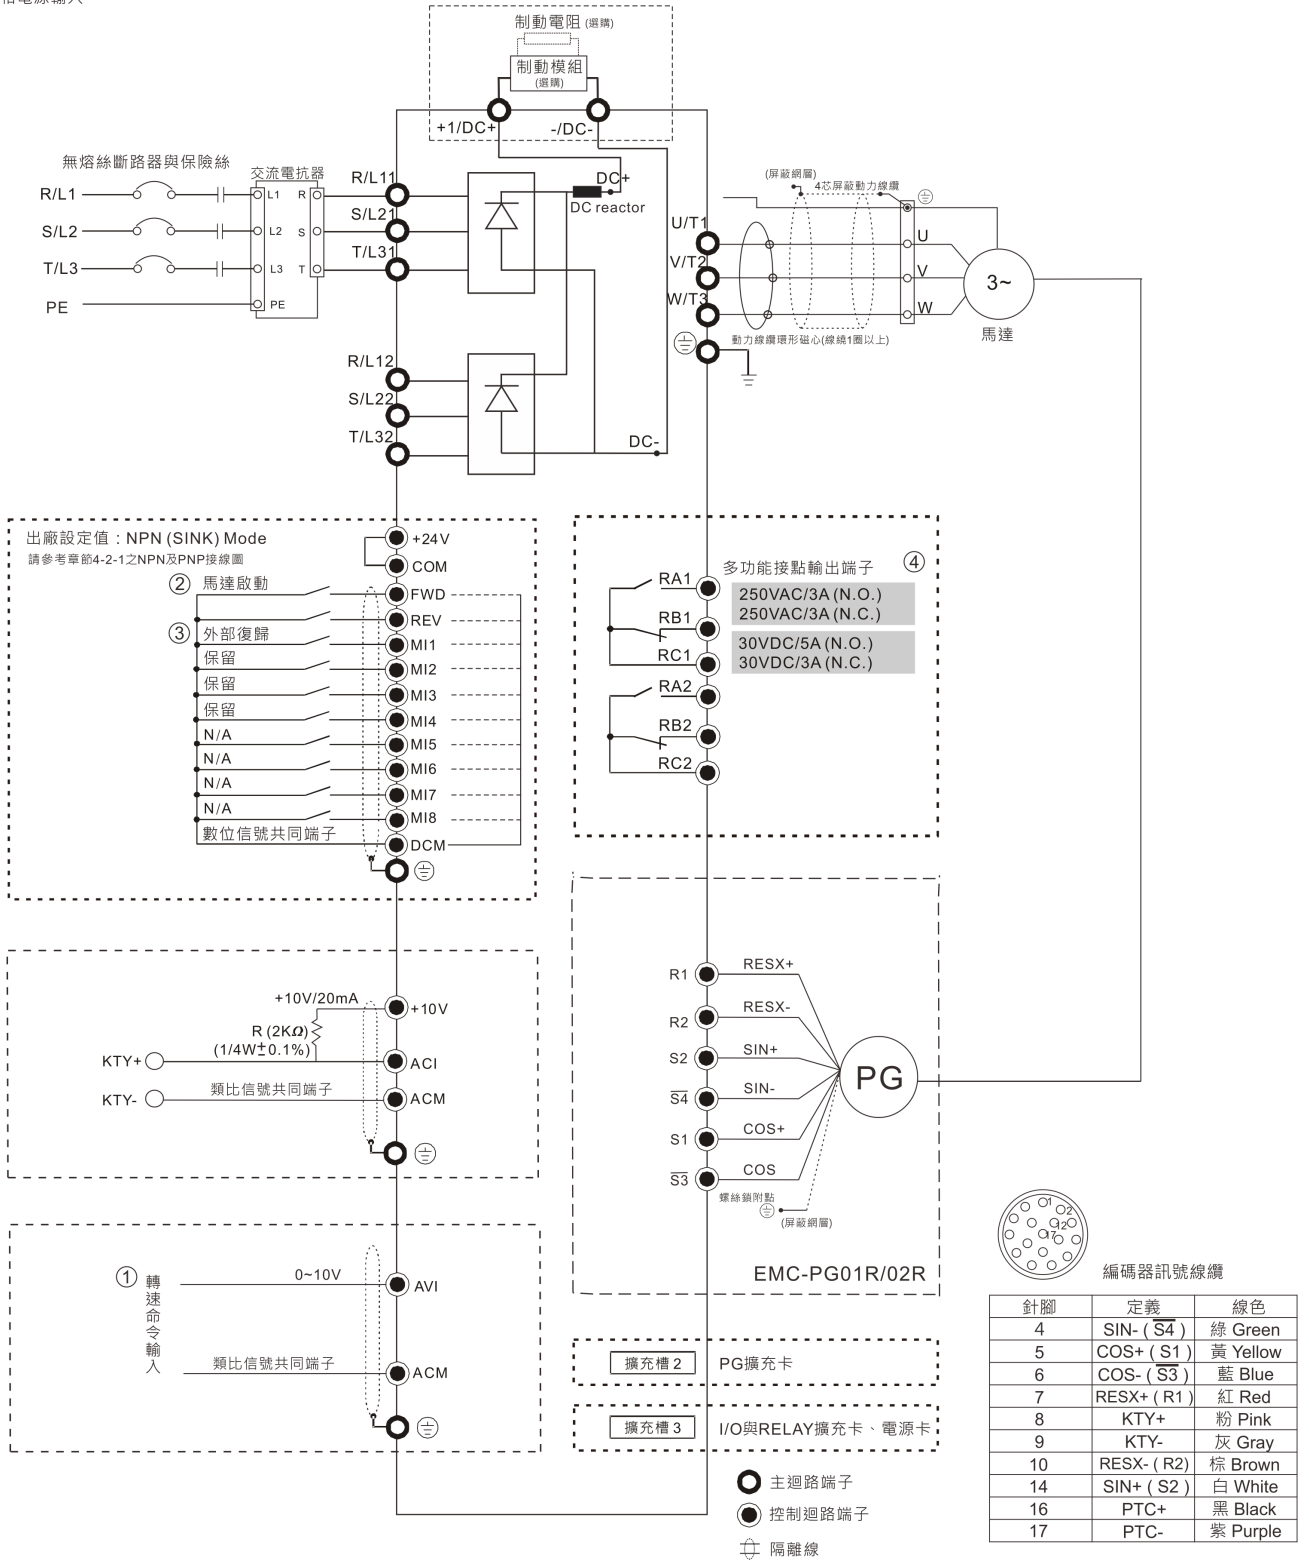 制動電阻 (選購)
制動模組
(選購)
+1/DC+
-/DC-
無熔絲斷路器與保險絲
交流電抗器
R/L1
S/L2
T/L3
PE
L1 R
L2 S
L3 T
PE
R/L11
S/L21
T/L31
R/L12
S/L22
T/L32
DC+
DC reactor
DC-
(屏蔽網層)
4芯屏蔽動力線纜
U/T1
V/T2
W/T3
U
V
W
3~
馬達
動力線纜環形磁心(線繞1圈以上)
出廠設定值：NPN (SINK) Mode
請參考章節4-2-1之NPN及PNP接線圖
+24V
COM
② 馬達啟動
FWD
REV
③ 外部復歸
MI1
保留
MI2
保留
MI3
保留
MI4
N/A
MI5
N/A
MI6
N/A
MI7
N/A
MI8
數位信號共同端子
DCM
多功能接點輸出端子 ④
RA1
250VAC/3A (N.O.)
250VAC/3A (N.C.)
RB1
30VDC/5A (N.O.)
30VDC/3A (N.C.)
RC1
RA2
RB2
RC2
+10V/20mA
+10V
R (2KΩ)
(1/4W±0.1%)
KTY+
ACI
KTY-
類比信號共同端子
ACM
① 轉速命令輸入
0~10V
AVI
類比信號共同端子
ACM
R1 RESX+
R2 RESX-
S2 SIN+
S̅4̅ SIN-
S1 COS+
S̅3̅ COS
PG
螺絲鎖附點
(屏蔽網層)
EMC-PG01R/02R
擴充槽 2 PG擴充卡
擴充槽 3 I/O與RELAY擴充卡、電源卡
主迴路端子
控制迴路端子
隔離線
1
2
12
17
編碼器訊號線纜
針腳 定義 線色
4 SIN- ( S̅4̅ ) 綠 Green
5 COS+ ( S1 ) 黃 Yellow
6 COS- ( S̅3̅ ) 藍 Blue
7 RESX+ ( R1 ) 紅 Red
8 KTY+ 粉 Pink
9 KTY- 灰 Gray
10 RESX- ( R2) 棕 Brown
14 SIN+ ( S2 ) 白 White
16 PTC+ 黑 Black
17 PTC- 紫 Purple